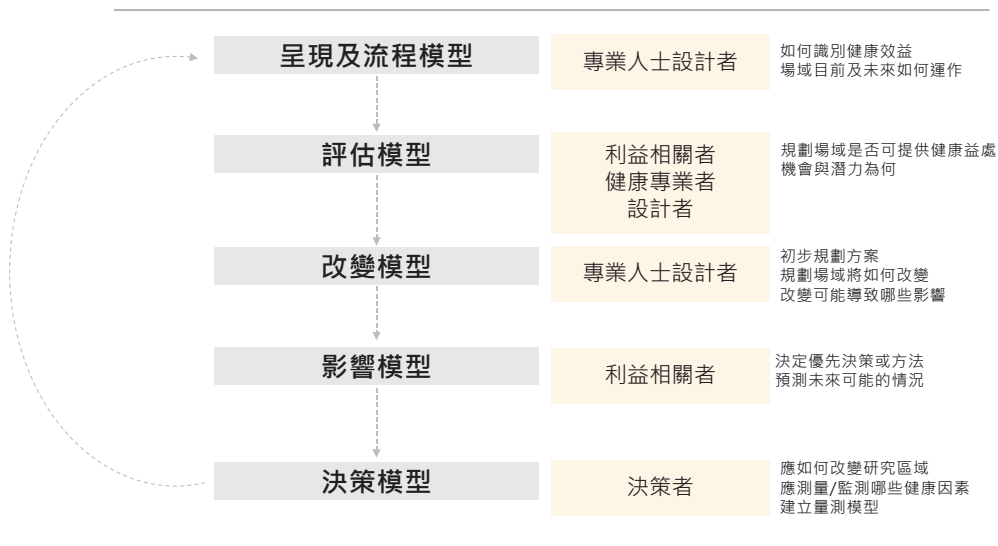 呈現及流程模型
專業人士設計者
如何識別健康效益
場域目前及未來如何運作
評估模型
利益相關者
健康專業者
設計者
規劃場域是否可提供健康益處
機會與潛力為何
改變模型
專業人士設計者
初步規劃方案
規劃場域將如何改變
改變可能導致哪些影響
影響模型
利益相關者
決定優先決策或方法
預測未來可能的情況
決策模型
決策者
應如何改變研究區域
應測量/監測哪些健康因素
建立量測模型